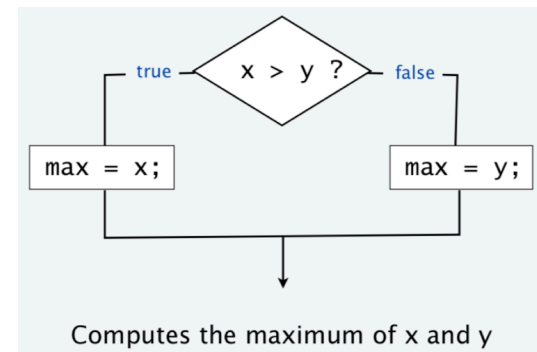 x > y ?
true
false
max = x;
max = y;
Computes the maximum of x and y